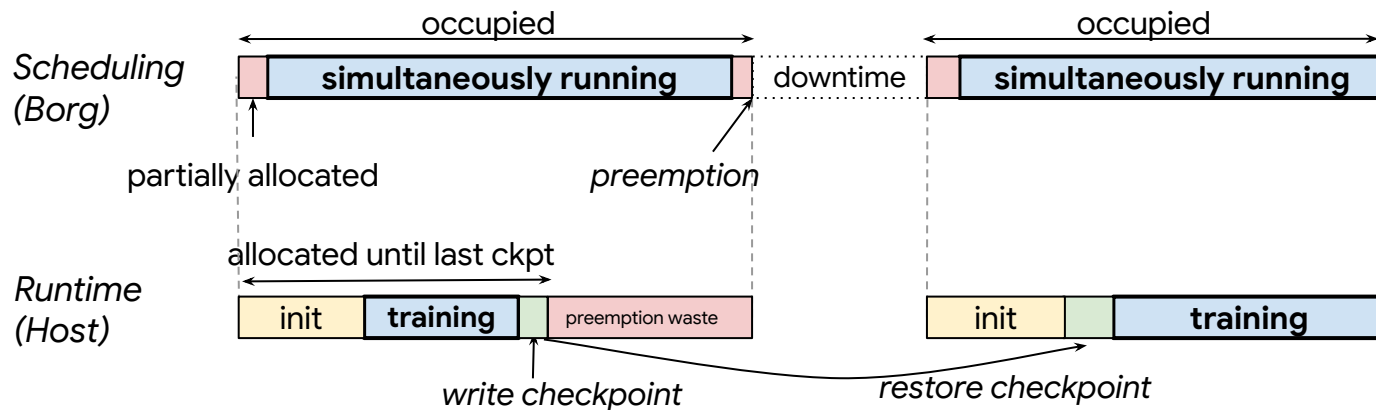 occupied
occupied
Scheduling
(Borg)
simultaneously running
downtime
simultaneously running
partially allocated
preemption
allocated until last ckpt
Runtime
(Host)
init
training
preemption waste
init
training
write checkpoint
restore checkpoint